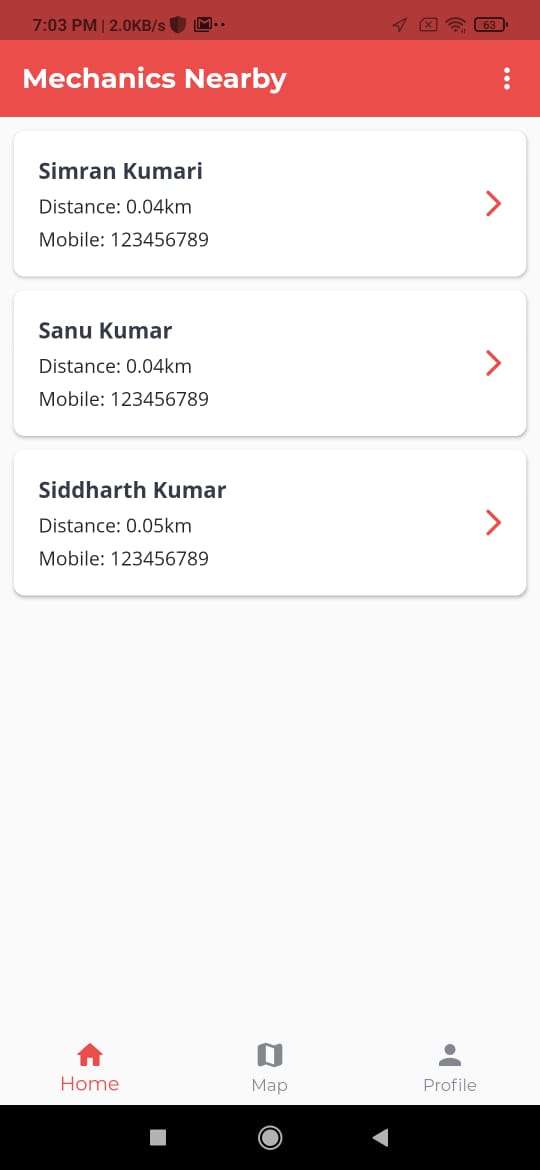 7:03 PM | 2.0KB/s
63
Mechanics Nearby
Simran Kumari
Distance: 0.04km
Mobile: 123456789
Sanu Kumar
Distance: 0.04km
Mobile: 123456789
Siddharth Kumar
Distance: 0.05km
Mobile: 123456789
Home
Map
Profile